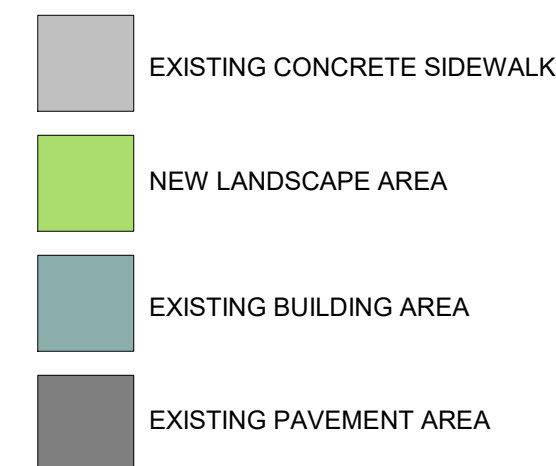 EXISTING CONCRETE SIDEWALK
NEW LANDSCAPE AREA
EXISTING BUILDING AREA
EXISTING PAVEMENT AREA